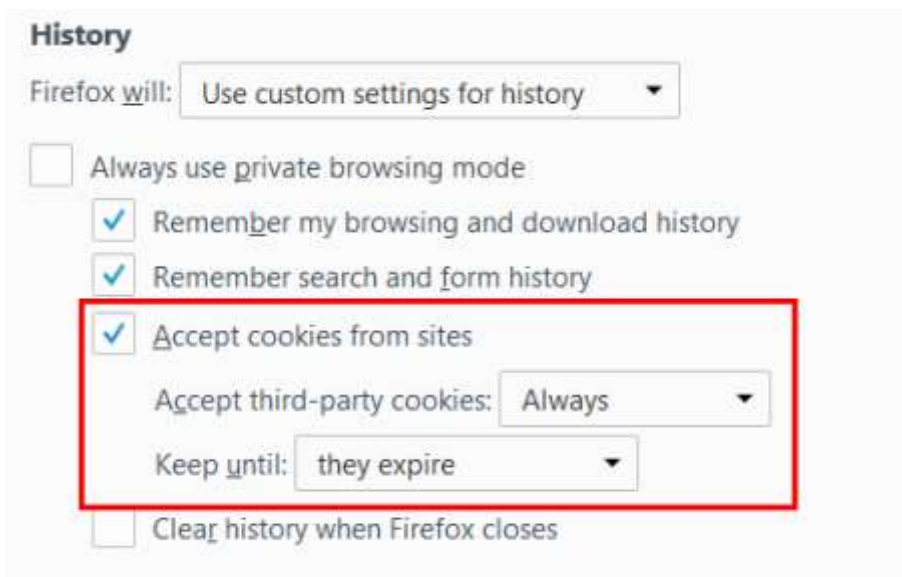 History
Firefox will: Use custom settings for history
Always use private browsing mode
Remember my browsing and download history
Remember search and form history
Accept cookies from sites
Accept third-party cookies: Always
Keep until: they expire
Clear history when Firefox closes